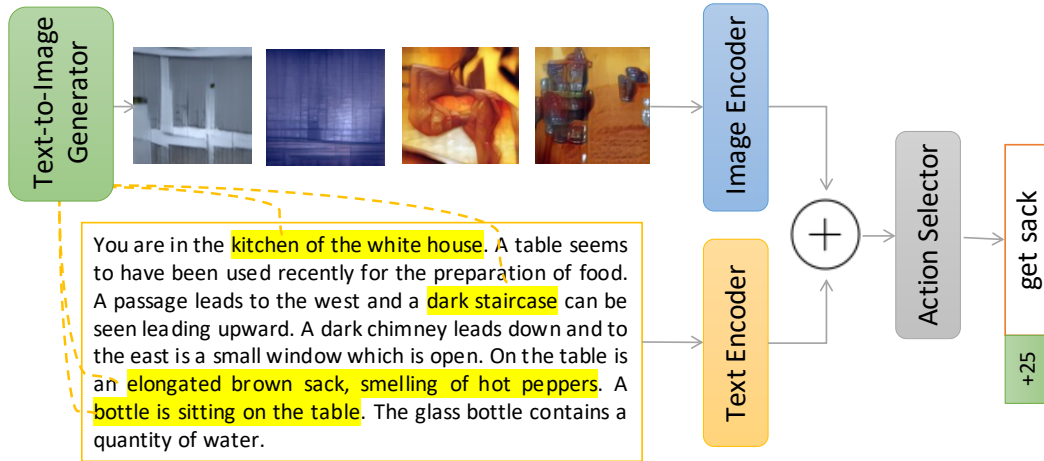 Text-to-Image
Generator
Image Encoder
You are in the kitchen of the white house. A table seems
to have been used recently for the preparation of food.
A passage leads to the west and a dark staircase can be
seen leading upward. A dark chimney leads down and to
the east is a small window which is open. On the table is
an elongated brown sack, smelling of hot peppers. A
bottle is sitting on the table. The glass bottle contains a
quantity of water.
Text Encoder
+
Action Selector
get sack
+25